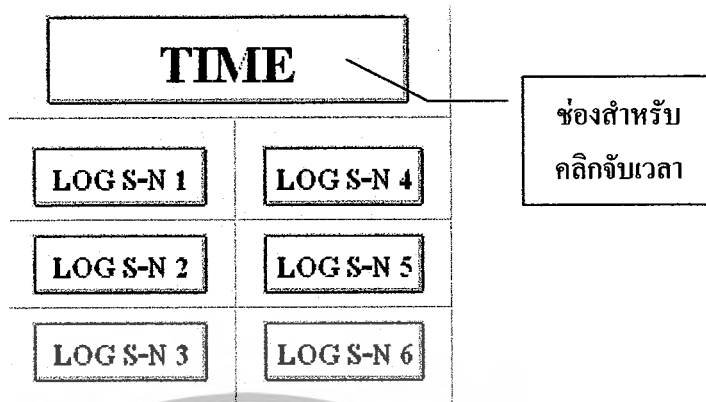 TIME
ช่องสำหรับ
คลิกจับเวลา
LOG S-N 1
LOG S-N 4
LOG S-N 2
LOG S-N 5
LOG S-N 3
LOG S-N 6